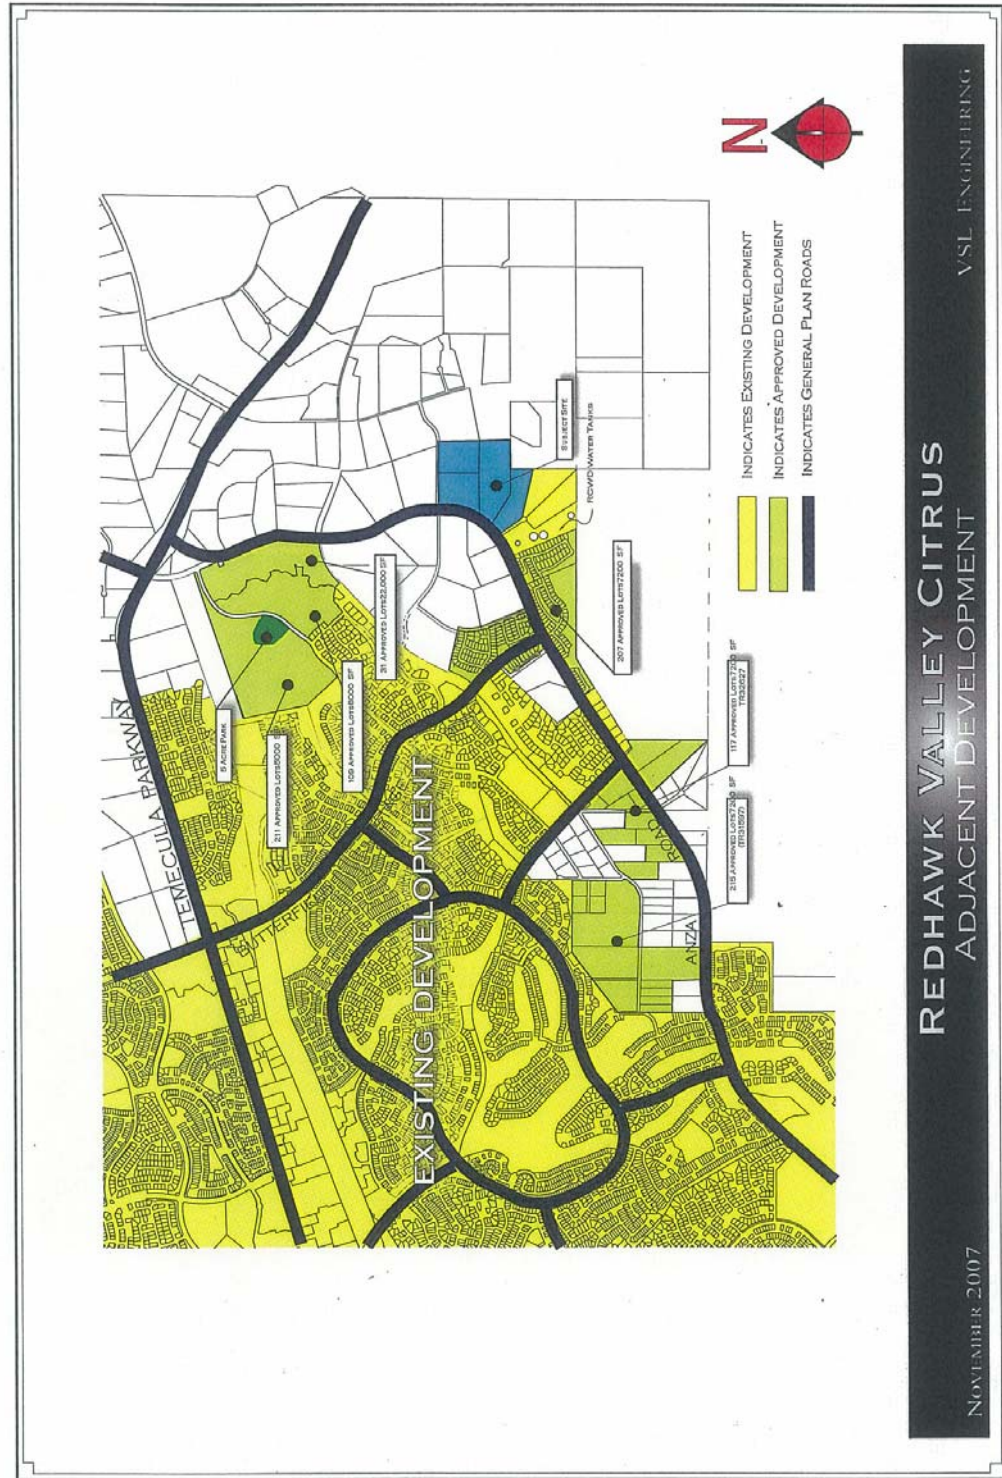 TEMECULA PARKWAY
EXISTING DEVELOPMENT
5 ACRE PARK
211 APPROVED LOTS 5000 S
109 APPROVED LOTS 6000 SF
31 APPROVED LOTS 22,000 SF
SUBJECT SITE
RCWD WATER TANKS
207 APPROVED LOTS 7200 SF
117 APPROVED LOTS 7200 SF
TR32627
215 APPROVED LOTS 7200 SF
(TR31597)
ANZA ROAD
N
INDICATES EXISTING DEVELOPMENT
INDICATES APPROVED DEVELOPMENT
INDICATES GENERAL PLAN ROADS
NOVEMBER 2007
REDHAWK VALLEY CITRUS
ADJACENT DEVELOPMENT
VSL ENGINEERING